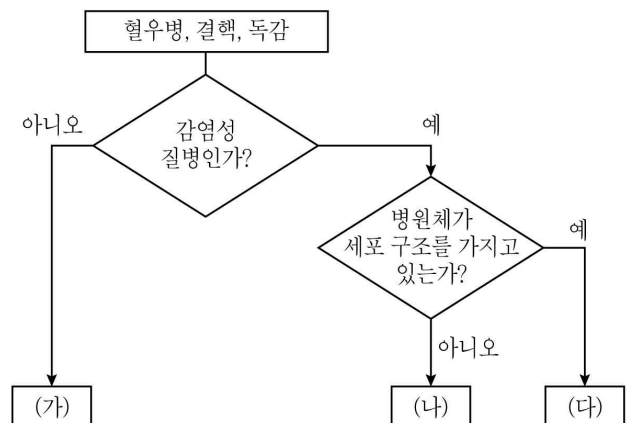 혈우병, 결핵, 독감
감염성
질병인가?
아니오
예
병원체가
세포 구조를 가지고
있는가?
예
아니오
(가)
(나)
(다)